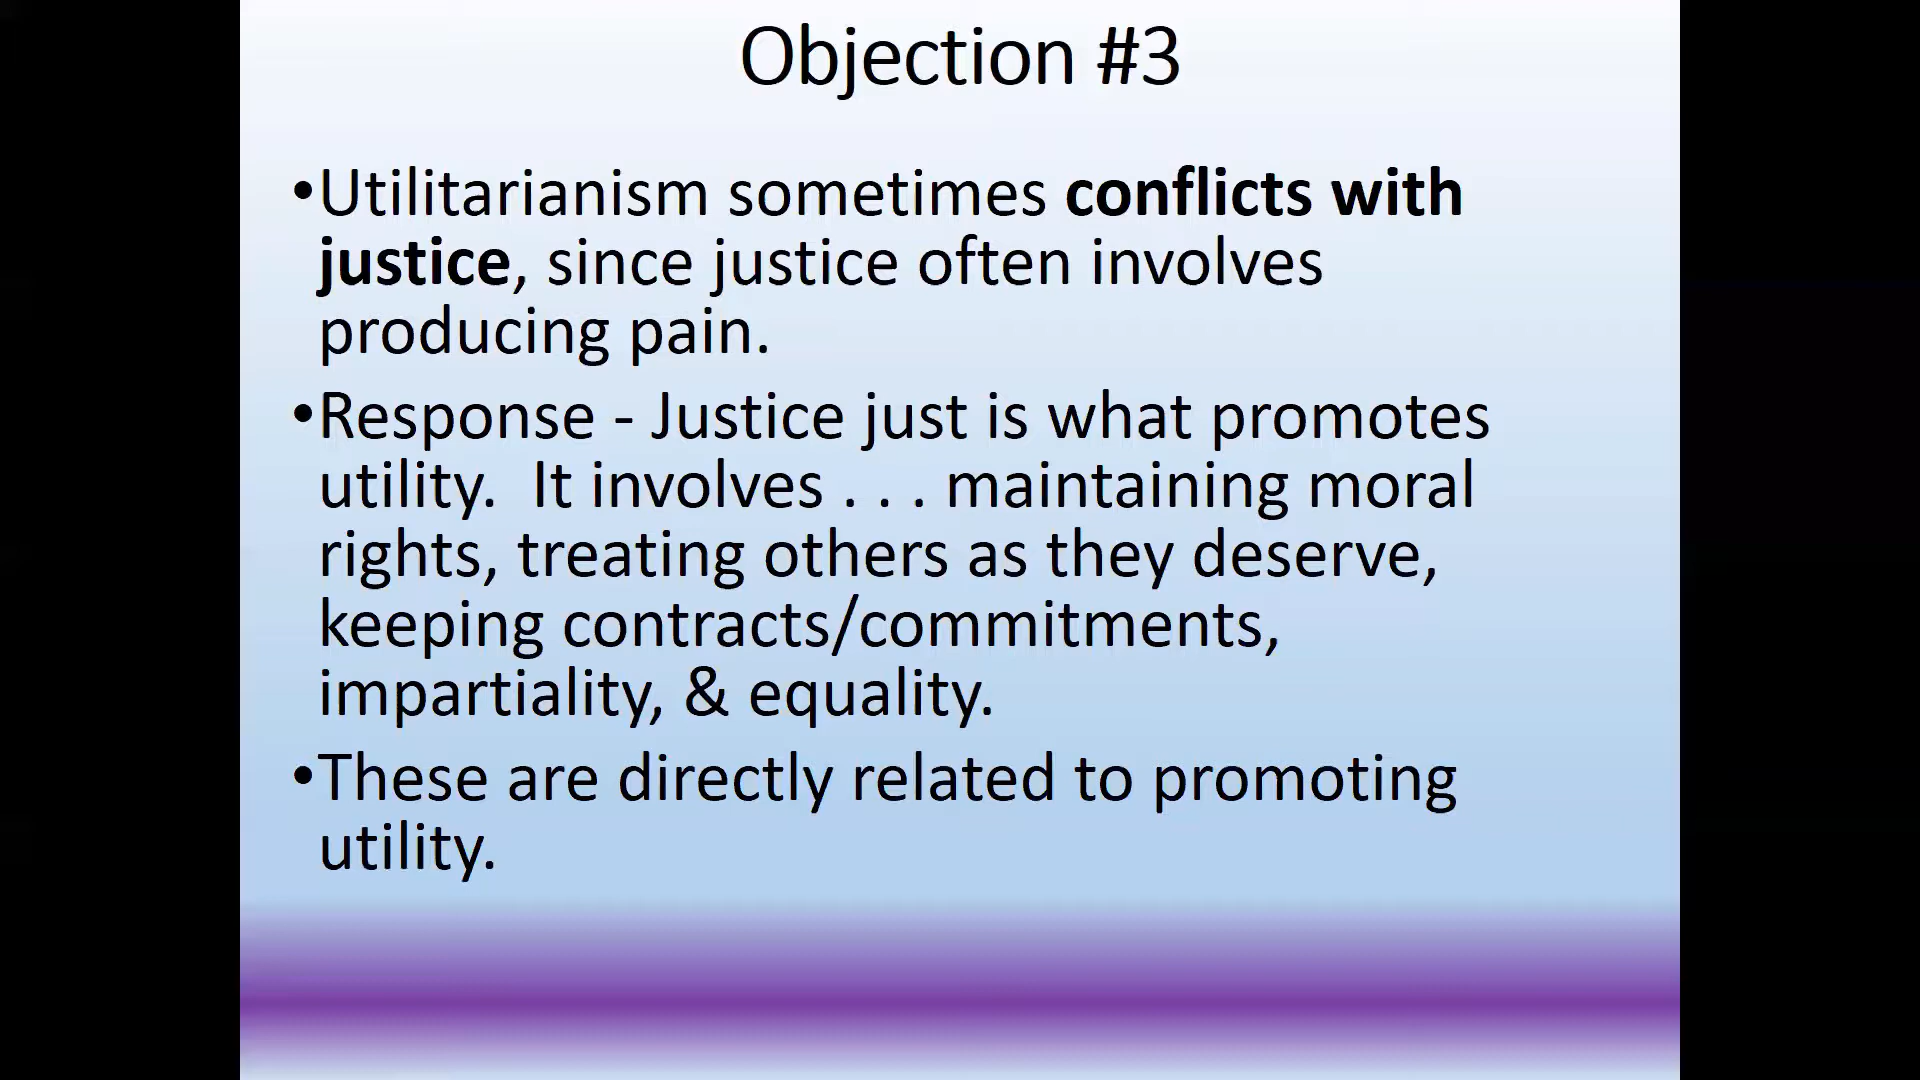 Objection #3
•Utilitarianism sometimes conflicts with
justice, since justice often involves
producing pain.
•Response - Justice just is what promotes
utility.  It involves . . . maintaining moral
rights, treating others as they deserve,
keeping contracts/commitments,
impartiality, & equality.
•These are directly related to promoting
utility.